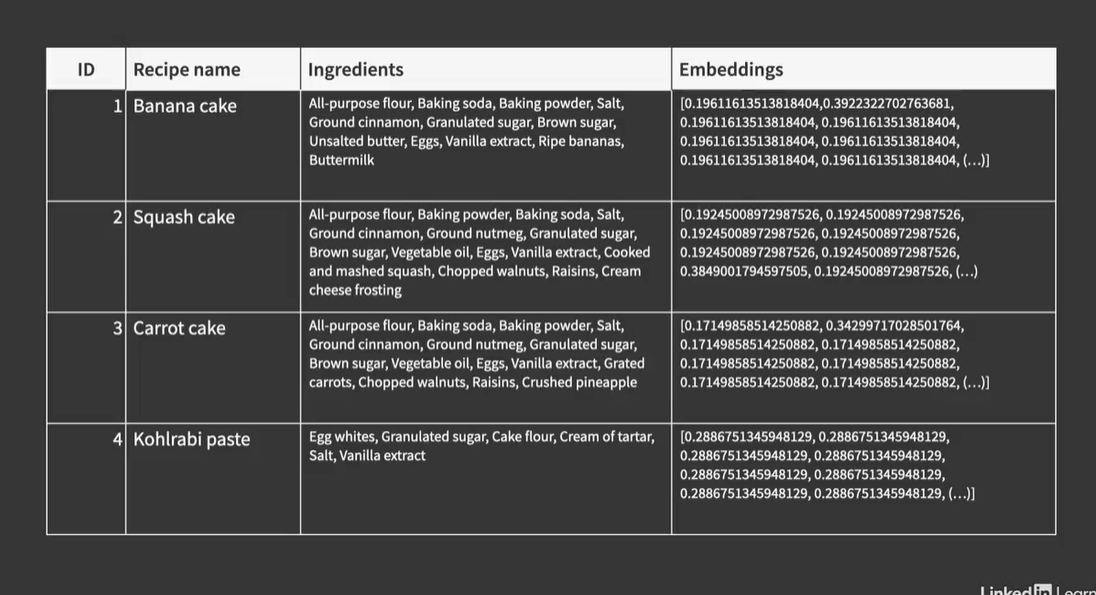 ID Recipe name Ingredients Embeddings
1 Banana cake
All-purpose flour, Baking soda, Baking powder, Salt,
Ground cinnamon, Granulated sugar, Brown sugar,
Unsalted butter, Eggs, Vanilla extract, Ripe bananas,
Buttermilk
[0.19611613513818404,0.3922322702763681,
0.19611613513818404, 0.19611613513818404,
0.19611613513818404, 0.19611613513818404,
0.19611613513818404, 0.19611613513818404, (...)]
2 Squash cake
All-purpose flour, Baking powder, Baking soda, Salt,
Ground cinnamon, Ground nutmeg, Granulated sugar,
Brown sugar, Vegetable oil, Eggs, Vanilla extract, Cooked
and mashed squash, Chopped walnuts, Raisins, Cream
cheese frosting
[0.19245008972987526, 0.19245008972987526,
0.19245008972987526, 0.19245008972987526,
0.19245008972987526, 0.19245008972987526,
0.3849001794597505, 0.19245008972987526, (...)
3 Carrot cake
All-purpose flour, Baking soda, Baking powder, Salt,
Ground cinnamon, Ground nutmeg, Granulated sugar,
Brown sugar, Vegetable oil, Eggs, Vanilla extract, Grated
carrots, Chopped walnuts, Raisins, Crushed pineapple
[0.17149858514250882, 0.34299717028501764,
0.17149858514250882, 0.17149858514250882,
0.17149858514250882, 0.17149858514250882,
0.17149858514250882, 0.17149858514250882, (...)]
4 Kohlrabi paste
Egg whites, Granulated sugar, Cake flour, Cream of tartar,
Salt, Vanilla extract
[0.2886751345948129, 0.2886751345948129,
0.2886751345948129, 0.2886751345948129,
0.2886751345948129, 0.2886751345948129,
0.2886751345948129, 0.2886751345948129, (...)]
LinkedIn